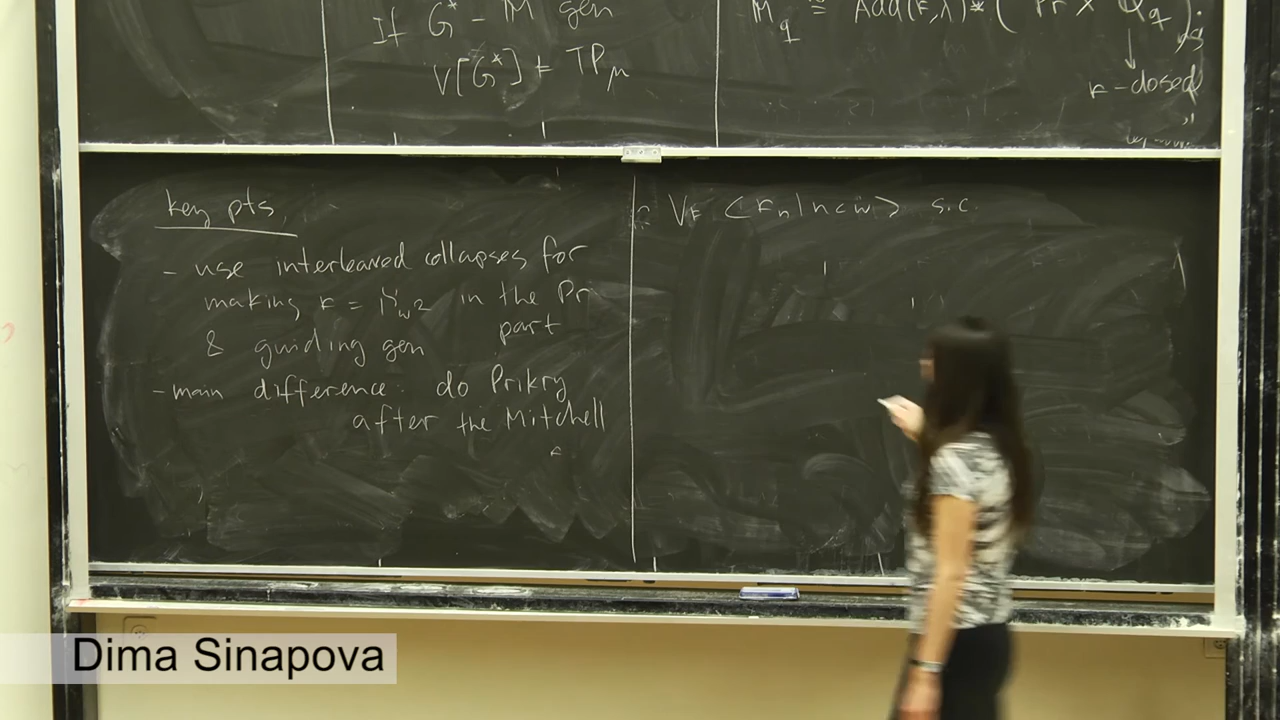 If G* - M gen
V[G*] ⊨ TP_μ
M_q ≅ Add(κ,λ) * ( Pr × Q_q ).
↓
κ-closed
key pts,
- use interleaved collapses for
making κ = ℵ_ω² in the Pr
part
& guiding gen
- main difference: do Prikry
after the Mitchell
V ⊨ <κ_n | n<ω> s.c.
Dima Sinapova